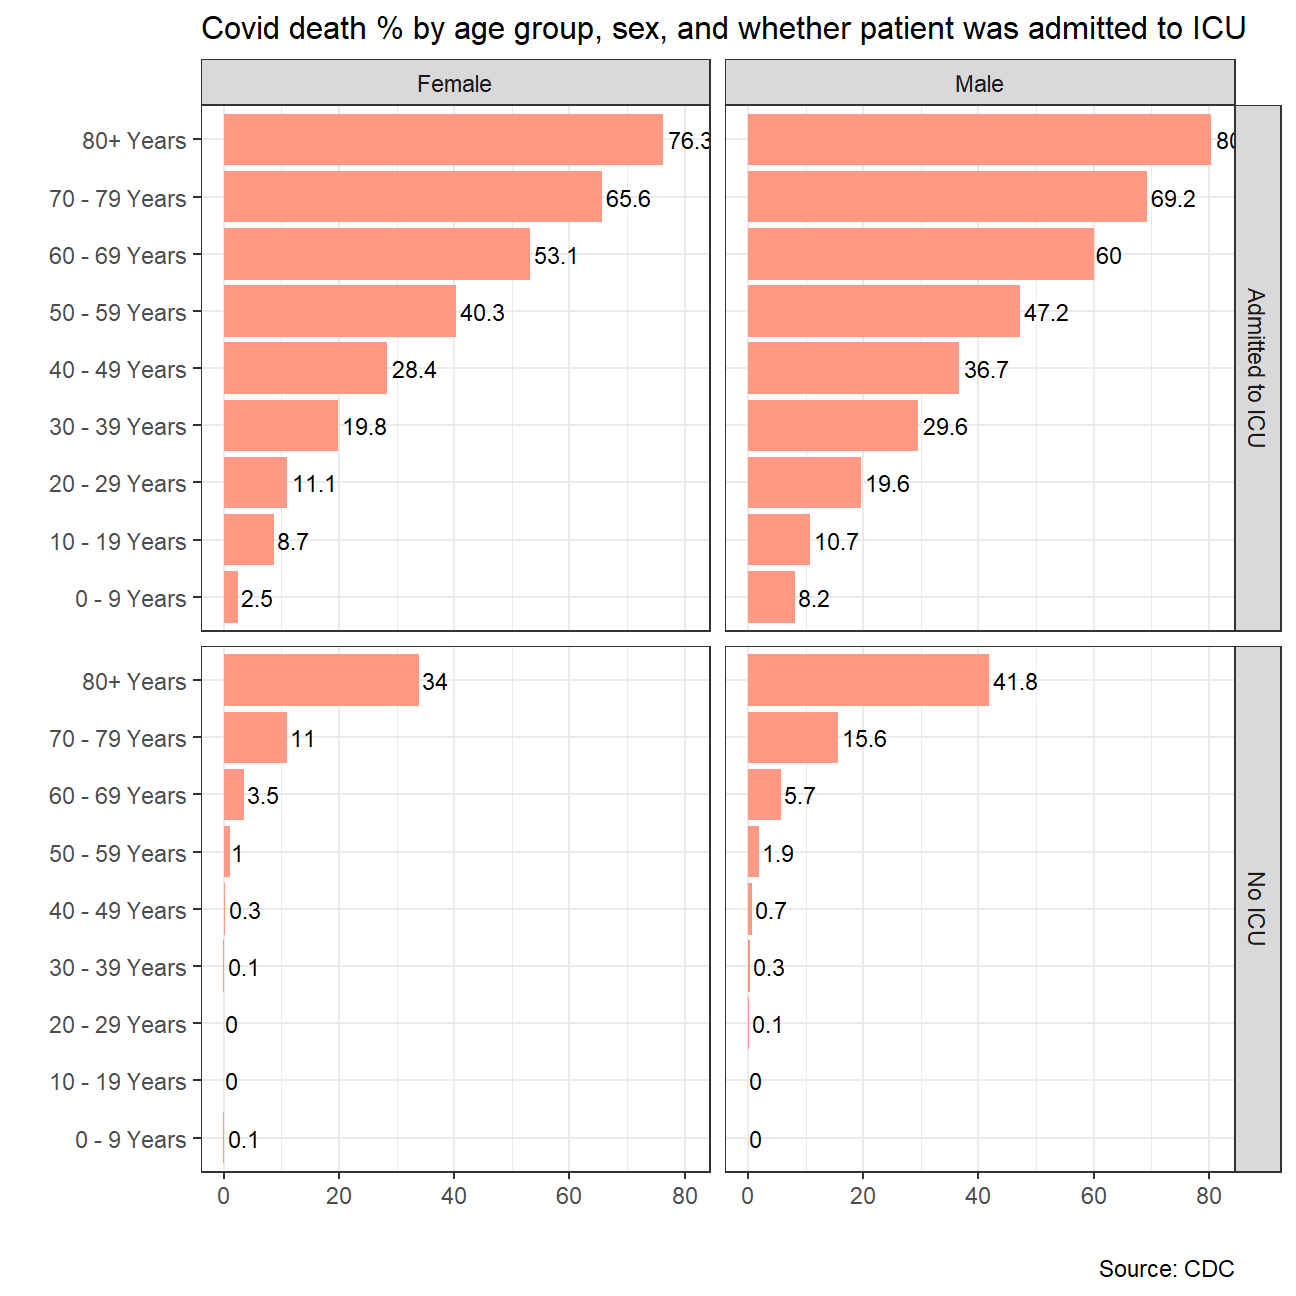 Covid death % by age group, sex, and whether patient was admitted to ICU
Female
Male
80+ Years
76.3
70 - 79 Years
65.6
69.2
60 - 69 Years
53.1
60
50 - 59 Years
40.3
47.2
40 - 49 Years
28.4
36.7
30 - 39 Years
19.8
29.6
20 - 29 Years
11.1
19.6
10 - 19 Years
8.7
10.7
0 - 9 Years
2.5
8.2
Admitted to ICU
80+ Years
34
41.8
70 - 79 Years
11
15.6
60 - 69 Years
3.5
5.7
50 - 59 Years
1
1.9
40 - 49 Years
0.3
0.7
30 - 39 Years
0.1
0.3
20 - 29 Years
0
0.1
10 - 19 Years
0
0
0 - 9 Years
0.1
0
No ICU
0 20 40 60 80
0 20 40 60 80
Source: CDC